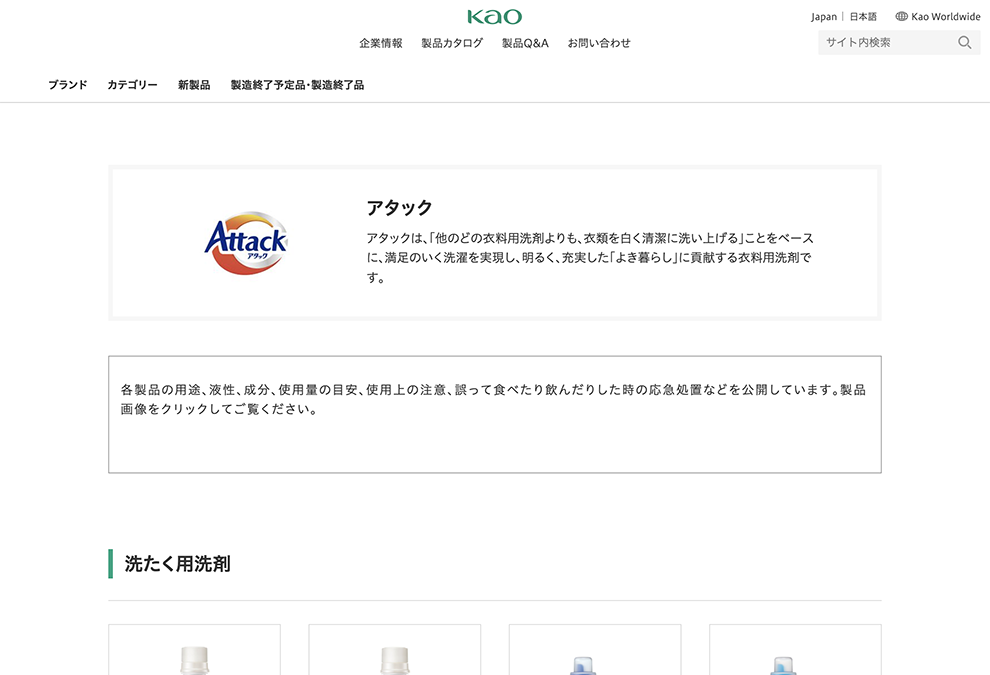 Kao
Japan | 日本語 Kao Worldwide
企業情報 製品カタログ 製品Q&A お問い合わせ
サイト内検索
ブランド カテゴリー 新製品 製造終了予定品・製造終了品
Attack
アタック
アタック
アタックは、「他のどの衣料用洗剤よりも、衣類を白く清潔に洗い上げる」ことをベース
に、満足のいく洗濯を実現し、明るく、充実した「よき暮らし」に貢献する衣料用洗剤で
す。
各製品の用途、液性、成分、使用量の目安、使用上の注意、誤って食べたり飲んだりした時の応急処置などを公開しています。製品
画像をクリックしてご覧ください。
洗たく用洗剤